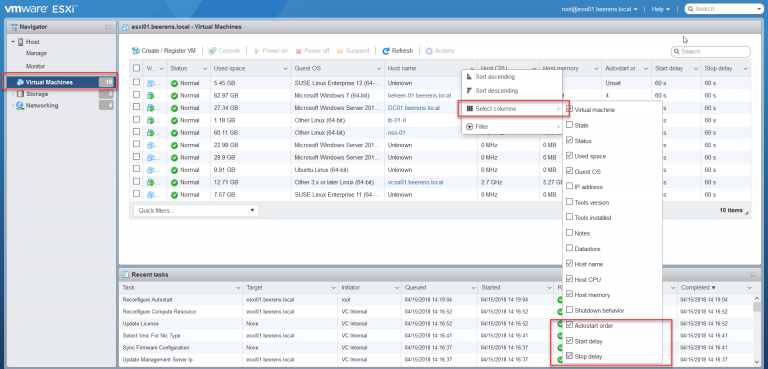 vmware ESXi
root@esxi01.beerens.local
Help
Search
Navigator
esxi01.beerens.local - Virtual Machines
Host
Manage
Monitor
Virtual Machines 10
Storage
Networking 4
Create / Register VM
Console
Power on
Power off
Suspend
Refresh
Actions
Search
Vi... Status Used space Guest OS Host name Host CPU Host memory Autostart or... Start delay Stop delay
Normal 5.45 GB SUSE Linux Enterprise 12 (64-... Unknown Unset 60 s 60 s
Normal 62.97 GB Microsoft Windows 7 (64-bit) beheer-01.beerens.local 4 60 s 60 s
Normal 27.34 GB Microsoft Windows Server 201... DC01.beerens.local 60 s
Normal 1.18 GB Other Linux (64-bit) lb-01-0 60 s
Normal 60.11 GB Other Linux (64-bit) nsx-01 60 s
Normal 22.99 GB Microsoft Windows Server 201... Unknown 0 MHz 0 MB 60 s
Normal 28.9 GB Microsoft Windows Server 201... Unknown 0 MHz 0 MB 60 s
Normal 9.91 GB Ubuntu Linux (64-bit) Unknown 0 MHz 0 MB 60 s
Normal 12.71 GB Other 3.x or later Linux (64-bit) vcsa01.beerens.local 2.7 GHz 5.27 60 s
Normal 7.57 GB SUSE Linux Enterprise 11 (64-... Unknown 0 MHz 0 MB 60 s
Quick filters...
10 items
Sort ascending
Sort descending
Select columns
Filter
Virtual machine
State
Status
Used space
Guest OS
IP address
Tools version
Tools installed
Notes
Datastore
Host name
Host CPU
Host memory
Shutdown behavior
Autostart order
Start delay
Stop delay
Recent tasks
Task Target Initiator Queued Started Completed ▼
Reconfigure Autostart esxi01.beerens.local root 04/15/2018 14:19:04 04/15/2018 14:19:04 04/15/2018 14:19:04
Reconfigure Compute Resource esxi01.beerens.local VC Internal 04/15/2018 14:16:52 04/15/2018 14:16:52 04/15/2018 14:16:52
Update License None VC Internal 04/15/2018 14:16:52 04/15/2018 14:16:52 04/15/2018 14:16:52
Select Vmic For Nic Type None VC Internal 04/15/2018 14:16:41 04/15/2018 14:16:41 04/15/2018 14:16:41
Sync Firmware Configuration None VC Internal 04/15/2018 14:16:41 04/15/2018 14:16:41 04/15/2018 14:16:41
Update Management Server Ip esxi01.beerens.local VC Internal 04/15/2018 14:16:37 04/15/2018 14:16:37 04/15/2018 14:16:37